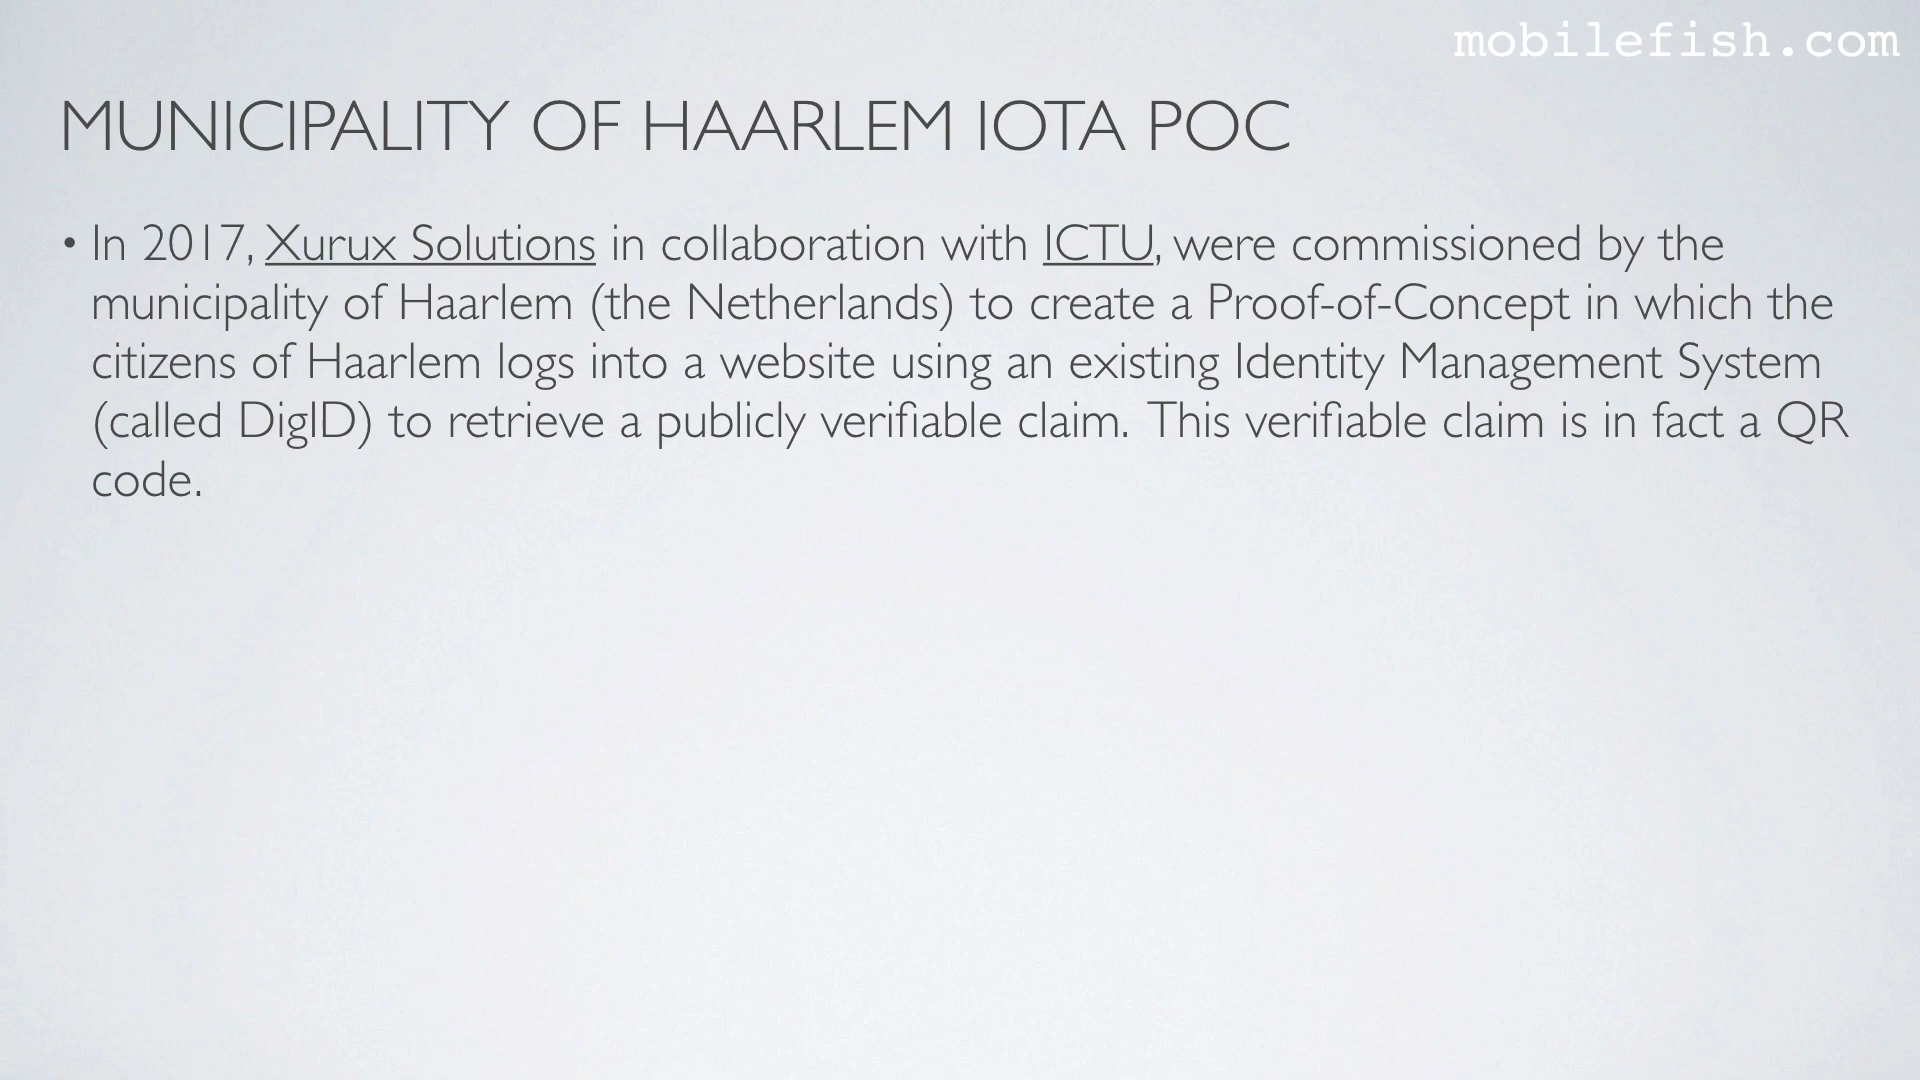 mobilefish.com
MUNICIPALITY OF HAARLEM IOTA POC
• In 2017, Xurux Solutions in collaboration with ICTU, were commissioned by the
municipality of Haarlem (the Netherlands) to create a Proof-of-Concept in which the
citizens of Haarlem logs into a website using an existing Identity Management System
(called DigID) to retrieve a publicly verifiable claim. This verifiable claim is in fact a QR
code.